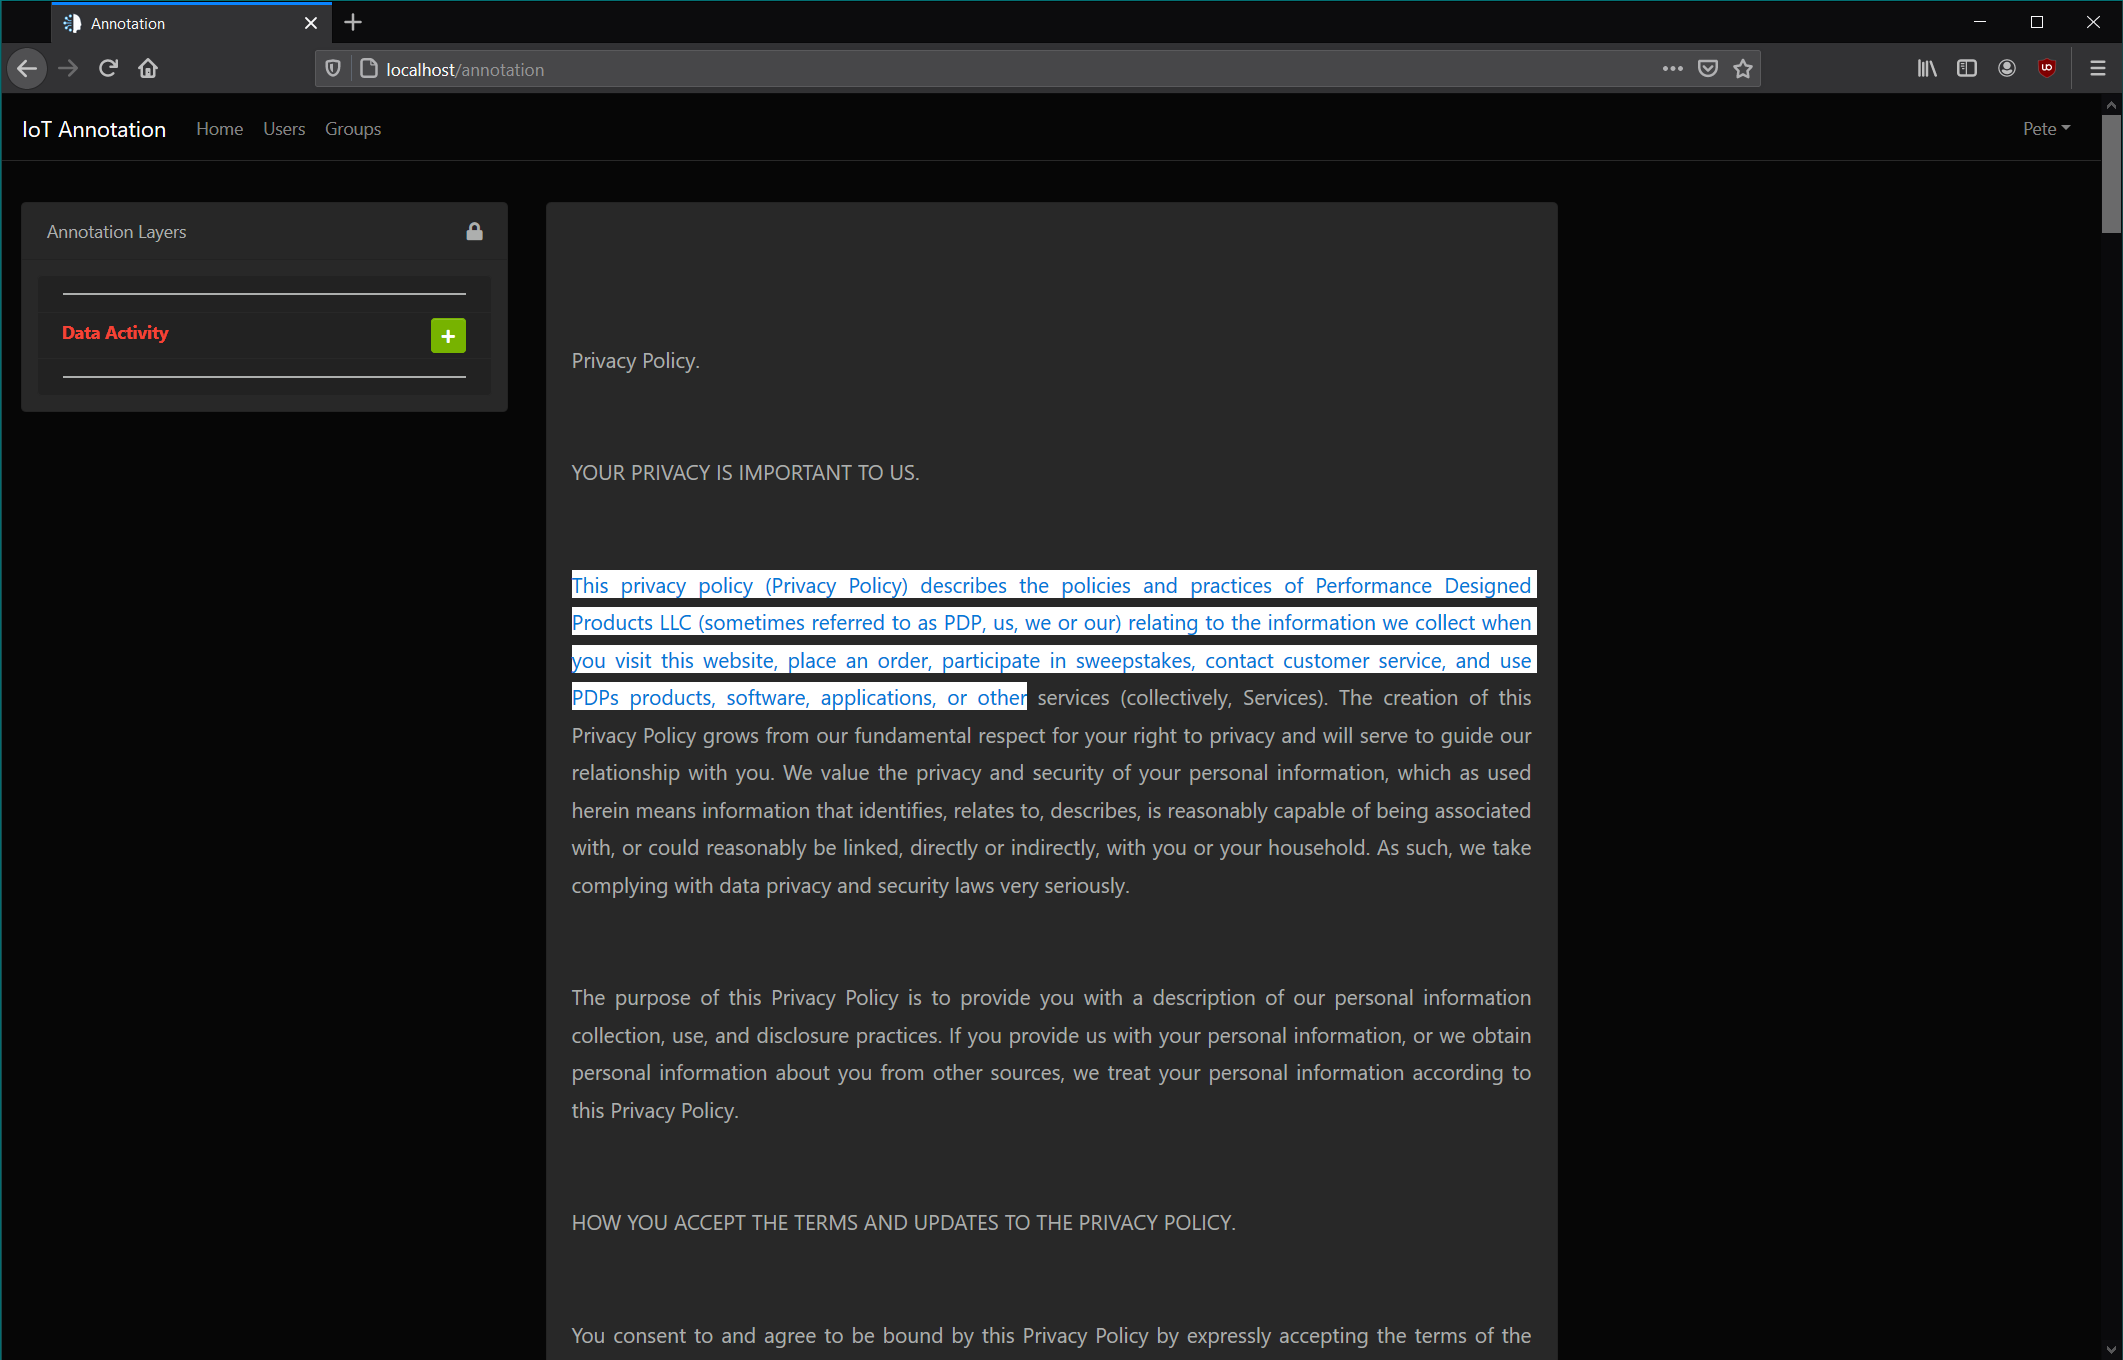 Annotation
localhost/annotation
IoT Annotation Home Users Groups Pete
Annotation Layers
Data Activity
Privacy Policy.
YOUR PRIVACY IS IMPORTANT TO US.
This privacy policy (Privacy Policy) describes the policies and practices of Performance Designed
Products LLC (sometimes referred to as PDP, us, we or our) relating to the information we collect when
you visit this website, place an order, participate in sweepstakes, contact customer service, and use
PDPs products, software, applications, or other services (collectively, Services). The creation of this
Privacy Policy grows from our fundamental respect for your right to privacy and will serve to guide our
relationship with you. We value the privacy and security of your personal information, which as used
herein means information that identifies, relates to, describes, is reasonably capable of being associated
with, or could reasonably be linked, directly or indirectly, with you or your household. As such, we take
complying with data privacy and security laws very seriously.
The purpose of this Privacy Policy is to provide you with a description of our personal information
collection, use, and disclosure practices. If you provide us with your personal information, or we obtain
personal information about you from other sources, we treat your personal information according to
this Privacy Policy.
HOW YOU ACCEPT THE TERMS AND UPDATES TO THE PRIVACY POLICY.
You consent to and agree to be bound by this Privacy Policy by expressly accepting the terms of the